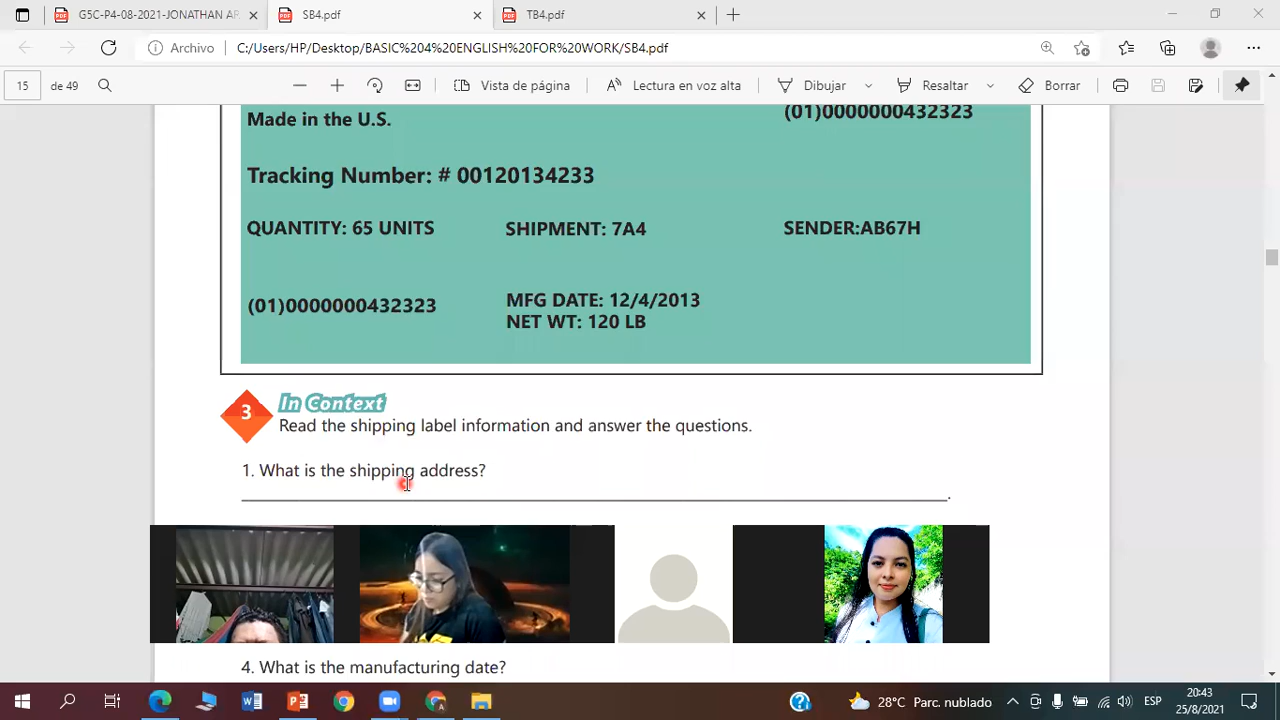 G5C-P4-08-2021-JONATHAN AR
SB4.pdf
TB4.pdf
Archivo
C:/Users/HP/Desktop/BASIC%204%20ENGLISH%20FOR%20WORK/SB4.pdf
15
de 49
Vista de página
Lectura en voz alta
Dibujar
Resaltar
Borrar
Made in the U.S.
(01)0000000432323
Tracking Number: # 00120134233
QUANTITY: 65 UNITS
SHIPMENT: 7A4
SENDER:AB67H
(01)0000000432323
MFG DATE: 12/4/2013
NET WT: 120 LB
3
In Context
Read the shipping label information and answer the questions.
1. What is the shipping address?
4. What is the manufacturing date?
28°C Parc. nublado
ESP
20:43
25/8/2021